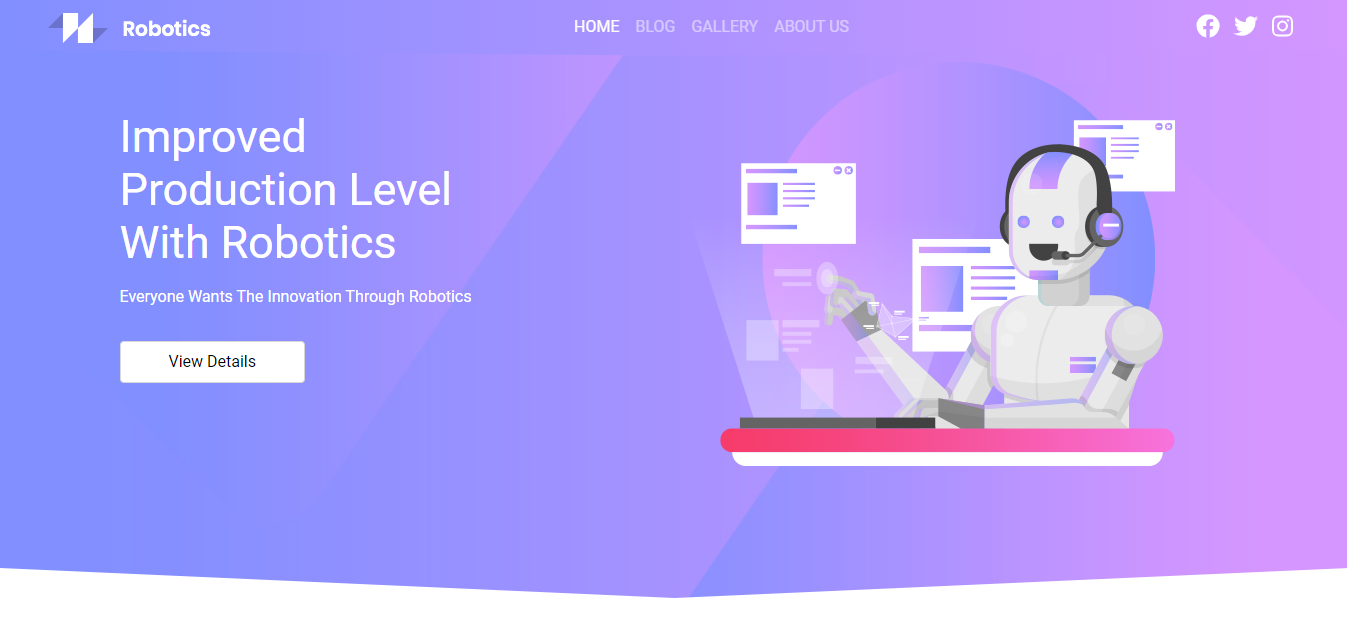 Robotics
HOME BLOG GALLERY ABOUT US
Improved
Production Level
With Robotics
Everyone Wants The Innovation Through Robotics
View Details